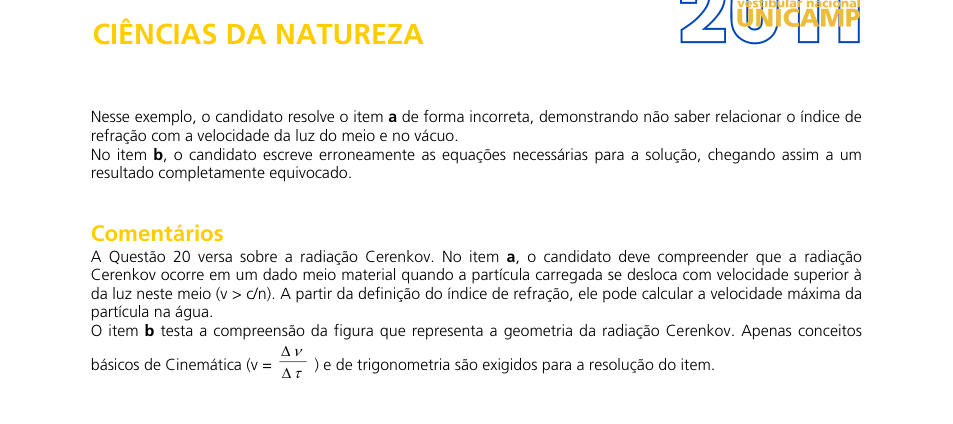 vestibular nacional
2011
UNICAMP
CIÊNCIAS DA NATUREZA
Nesse exemplo, o candidato resolve o item a de forma incorreta, demonstrando não saber relacionar o índice de
refração com a velocidade da luz do meio e no vácuo.
No item b, o candidato escreve erroneamente as equações necessárias para a solução, chegando assim a um
resultado completamente equivocado.
Comentários
A Questão 20 versa sobre a radiação Cerenkov. No item a, o candidato deve compreender que a radiação
Cerenkov ocorre em um dado meio material quando a partícula carregada se desloca com velocidade superior à
da luz neste meio (v > c/n). A partir da definição do índice de refração, ele pode calcular a velocidade máxima da
partícula na água.
O item b testa a compreensão da figura que representa a geometria da radiação Cerenkov. Apenas conceitos
básicos de Cinemática (v = Δν / Δτ ) e de trigonometria são exigidos para a resolução do item.